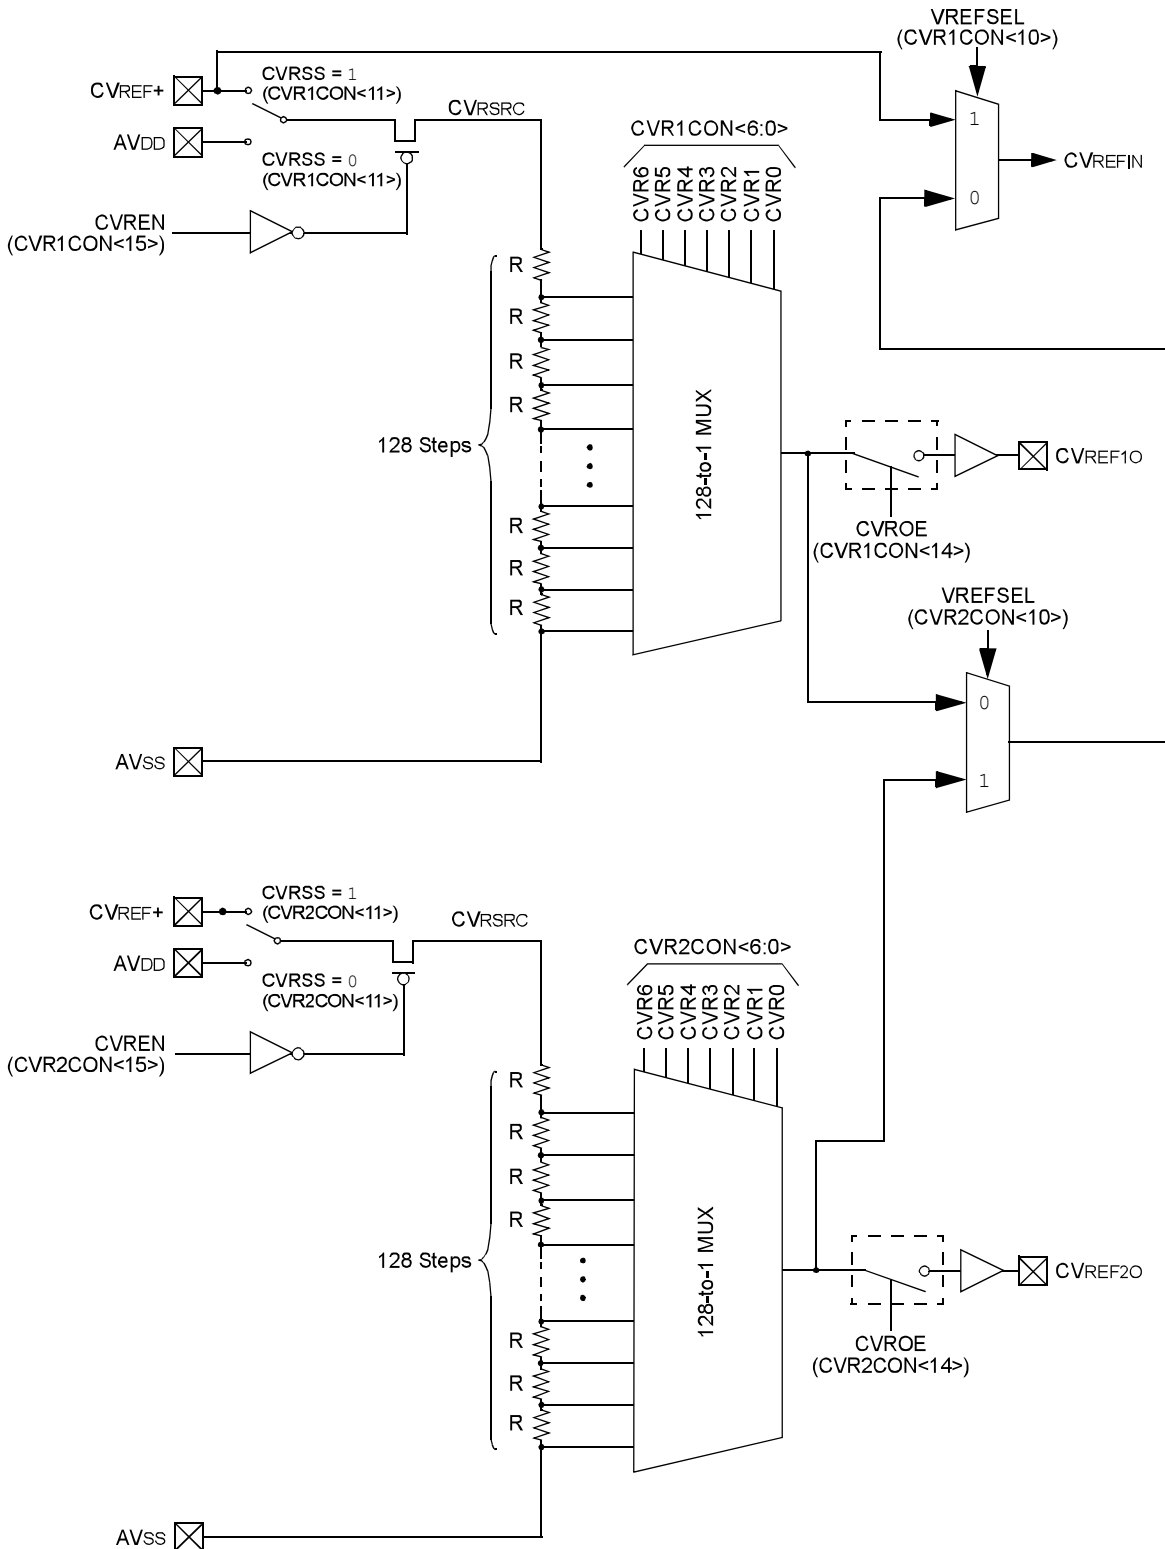 VREFSEL
(CVR1CON<10>)
CVREF+
CVRSS = 1
(CVR1CON<11>)
CVRSRC
AVDD
CVRSS = 0
(CVR1CON<11>)
CVREN
(CVR1CON<15>)
CVR1CON<6:0>
CVR6
CVR5
CVR4
CVR3
CVR2
CVR1
CVR0
1
0
CVREFIN
R
R
R
R
128 Steps
R
R
R
128-to-1 MUX
CVREF1O
CVROE
(CVR1CON<14>)
VREFSEL
(CVR2CON<10>)
0
1
AVSS
CVREF+
CVRSS = 1
(CVR2CON<11>)
CVRSRC
AVDD
CVRSS = 0
(CVR2CON<11>)
CVREN
(CVR2CON<15>)
CVR2CON<6:0>
CVR6
CVR5
CVR4
CVR3
CVR2
CVR1
CVR0
R
R
R
R
128 Steps
R
R
R
128-to-1 MUX
CVREF2O
CVROE
(CVR2CON<14>)
AVSS